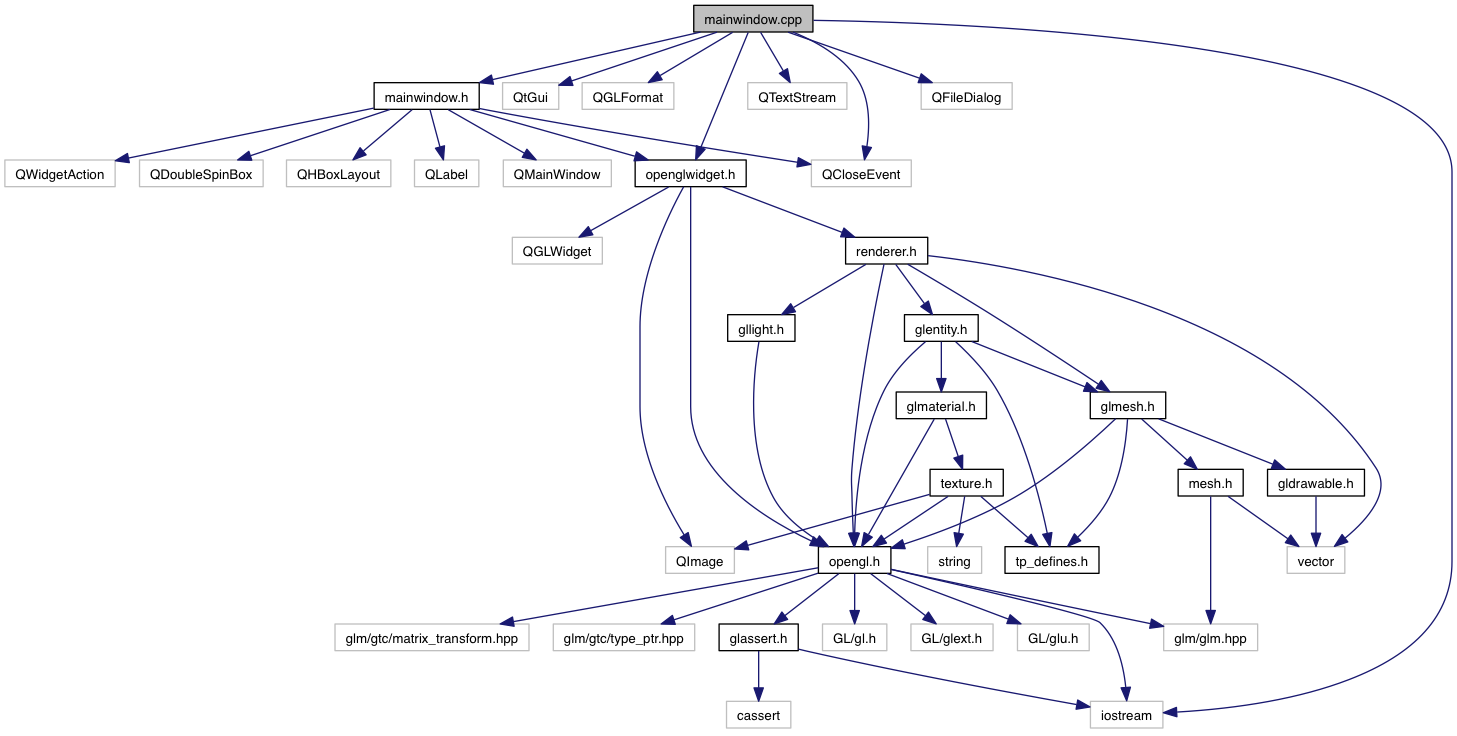 mainwindow.cpp
mainwindow.h
QtGui
QGLFormat
QTextStream
QFileDialog
QWidgetAction
QDoubleSpinBox
QHBoxLayout
QLabel
QMainWindow
openglwidget.h
QCloseEvent
QGLWidget
renderer.h
gllight.h
glentity.h
glmaterial.h
glmesh.h
texture.h
mesh.h
gldrawable.h
QImage
opengl.h
string
tp_defines.h
vector
glm/gtc/matrix_transform.hpp
glm/gtc/type_ptr.hpp
glassert.h
GL/gl.h
GL/glext.h
GL/glu.h
glm/glm.hpp
cassert
iostream